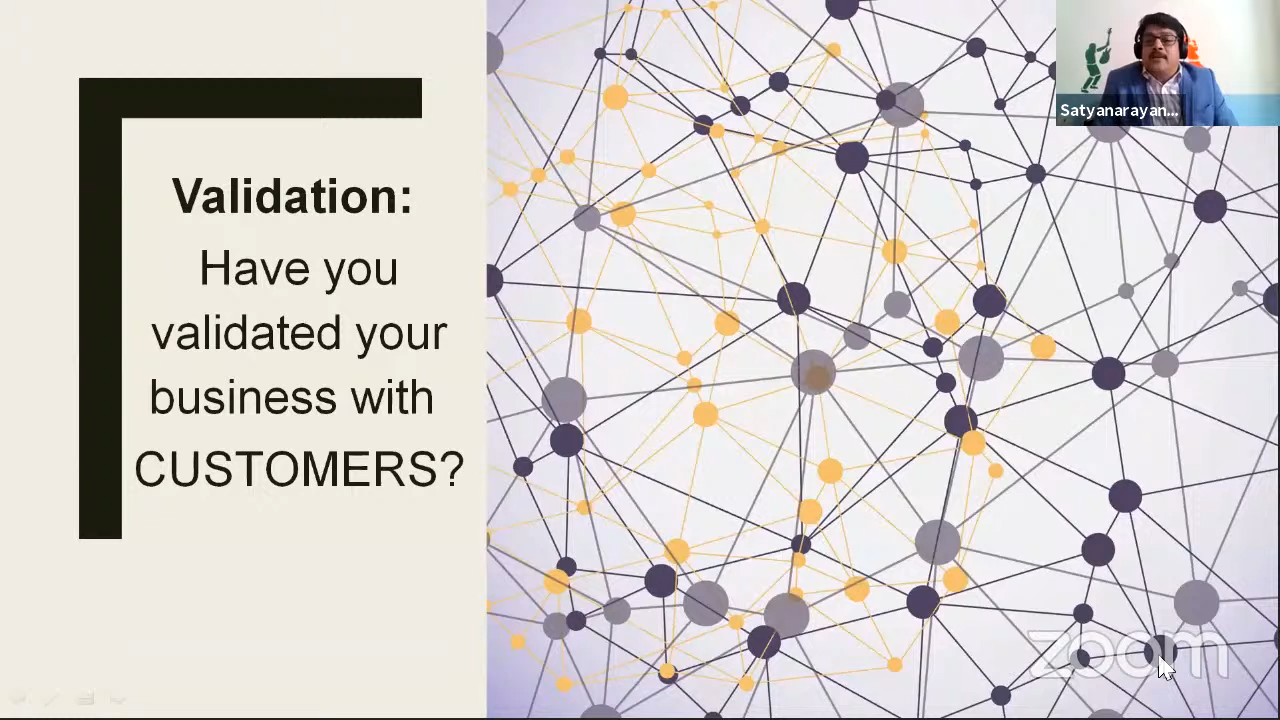 Validation:
Have you
validated your
business with
CUSTOMERS?
Satyanarayan...
zoom